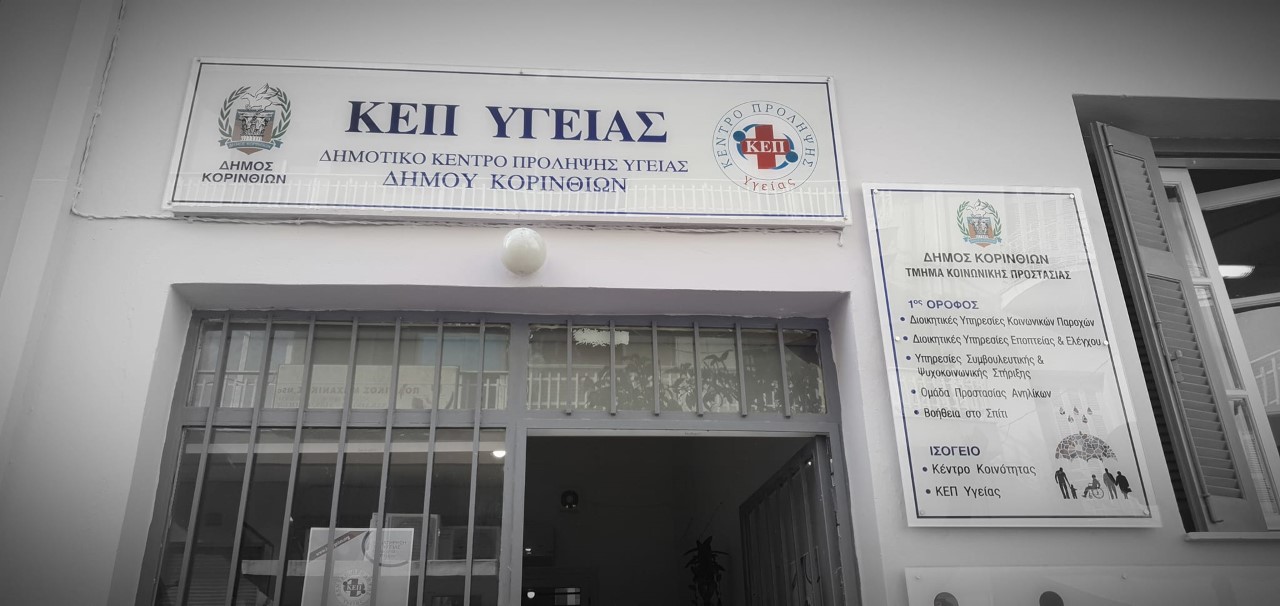 ΔΗΜΟΣ
ΚΟΡΙΝΘΙΩΝ
ΚΕΠ ΥΓΕΙΑΣ
ΔΗΜΟΤΙΚΟ ΚΕΝΤΡΟ ΠΡΟΛΗΨΗΣ ΥΓΕΙΑΣ
ΔΗΜΟΥ ΚΟΡΙΝΘΙΩΝ
ΚΕΝΤΡΟ ΠΡΟΛΗΨΗΣ
ΚΕΠ
Υγείας
ΔΗΜΟΣ ΚΟΡΙΝΘΙΩΝ
ΤΜΗΜΑ ΚΟΙΝΩΝΙΚΗΣ ΠΡΟΣΤΑΣΙΑΣ
1ος ΟΡΟΦΟΣ
• Διοικητικές Υπηρεσίες Κοινωνικών Παροχών
• Διοικητικές Υπηρεσίες Εποπτείας & Ελέγχου
• Υπηρεσίες Συμβουλευτικής &
Ψυχοκοινωνικής Στήριξης
• Ομάδα Προστασίας Ανηλίκων
• Βοήθεια στο Σπίτι
ΙΣΟΓΕΙΟ
• Κέντρο Κοινότητας
• ΚΕΠ Υγείας
ΚΕΠ